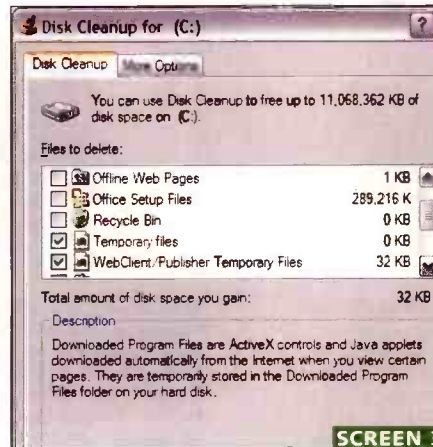 Disk Cleanup for (C:)
?
Disk Cleanup More Options
You can use Disk Cleanup to free up to 11,068,362 KB of
disk space on (C:).
Files to delete:
Offline Web Pages 1 KB
Office Setup Files 289,216 K
Recycle Bin 0 KB
Temporary files 0 KB
WebClient/Publisher Temporary Files 32 KB
Total amount of disk space you gain: 32 KB
Description
Downloaded Program Files are ActiveX controls and Java applets
downloaded automatically from the Internet when you view certain
pages. They are temporarily stored in the Downloaded Program
Files folder on your hard disk.
SCREEN